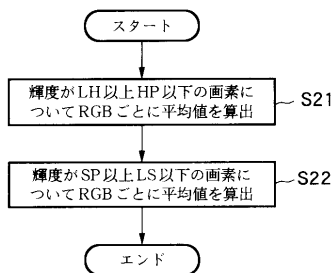 スタート
輝度がLH以上HP以下の画素に
ついてRGBごとに平均値を算出
S21
輝度がSP以上LS以下の画素に
ついてRGBごとに平均値を算出
S22
エンド